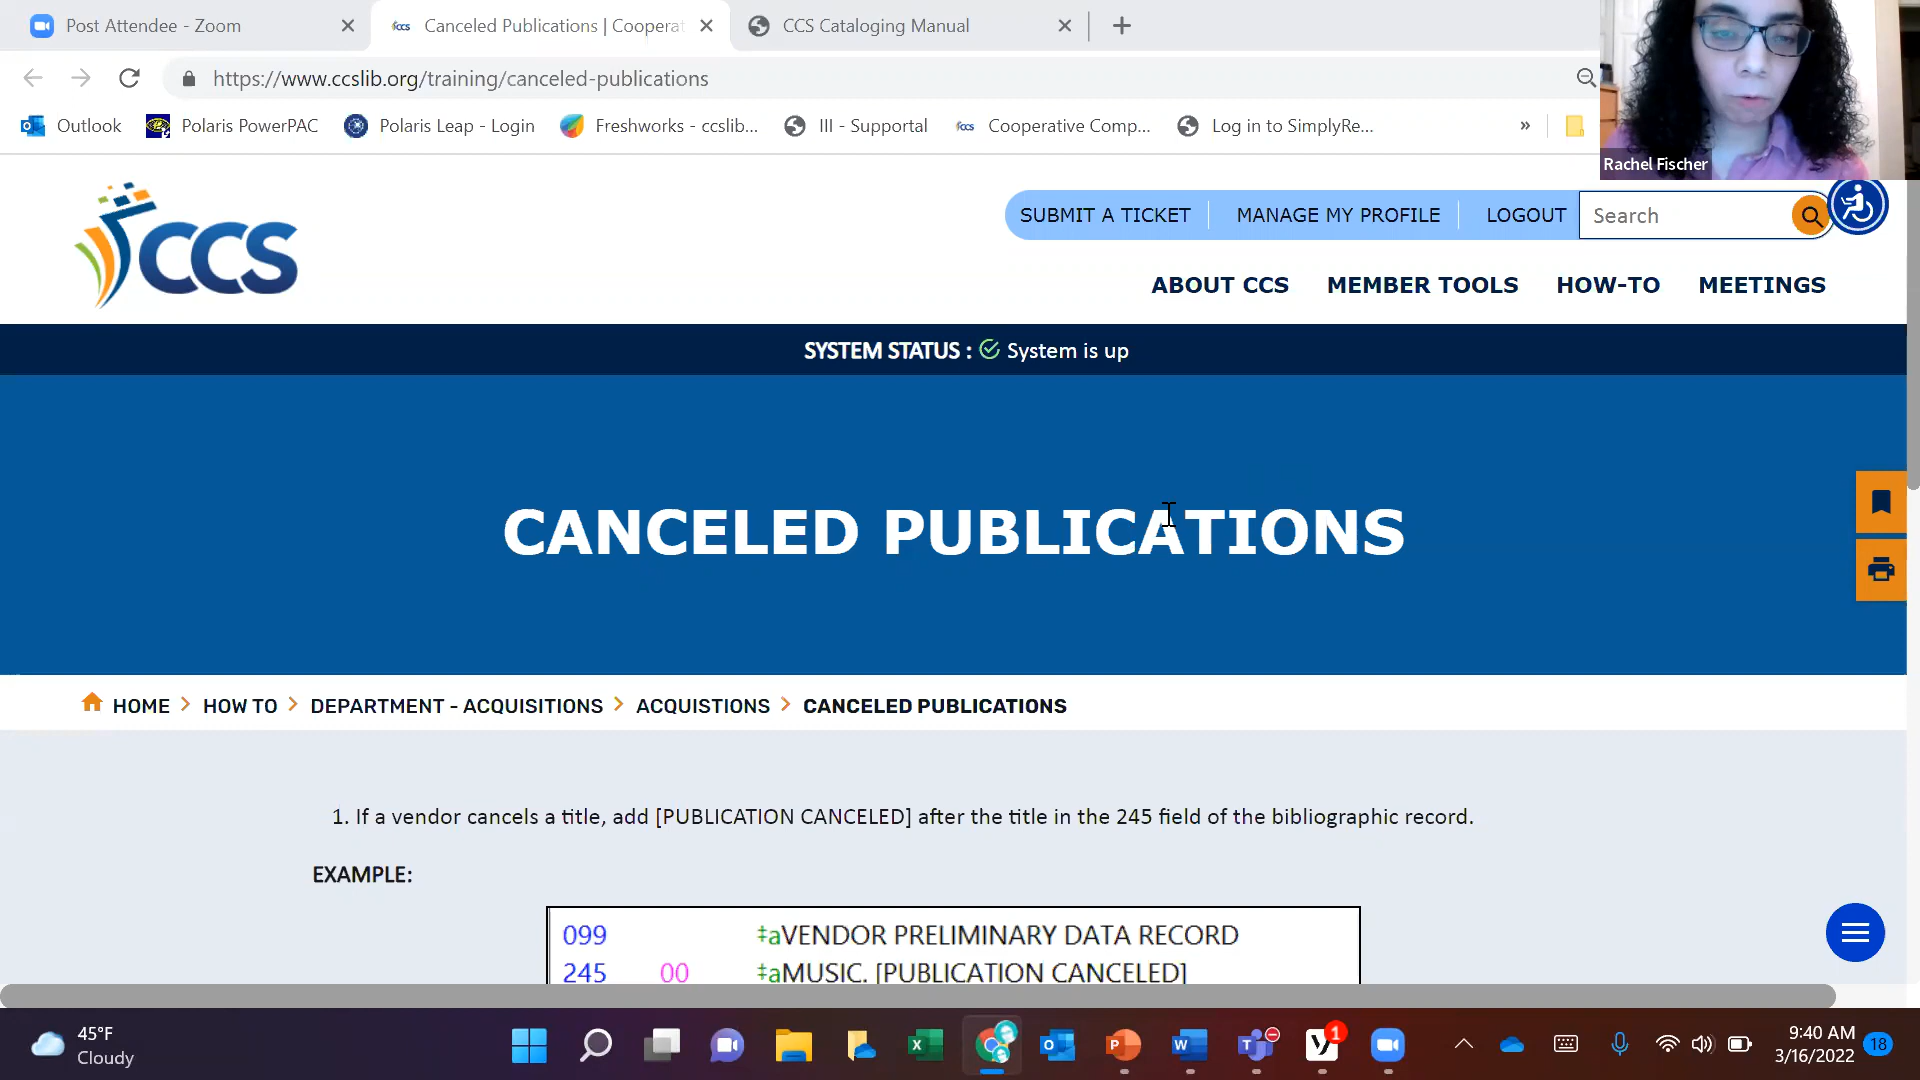 Post Attendee - Zoom
Canceled Publications | Coopera
CCS Cataloging Manual
https://www.ccslib.org/training/canceled-publications
Outlook
Polaris PowerPAC
Polaris Leap - Login
Freshworks - ccslib...
III - Supportal
ccs
Cooperative Comp...
Log in to SimplyRe...
»
Rachel Fischer
CCS
SUBMIT A TICKET
MANAGE MY PROFILE
LOGOUT
Search
ABOUT CCS
MEMBER TOOLS
HOW-TO
MEETINGS
SYSTEM STATUS : System is up
CANCELED PUBLICATIONS
HOME > HOW TO > DEPARTMENT - ACQUISITIONS > ACQUISTIONS > CANCELED PUBLICATIONS
1. If a vendor cancels a title, add [PUBLICATION CANCELED] after the title in the 245 field of the bibliographic record.
EXAMPLE:
099 ‡aVENDOR PRELIMINARY DATA RECORD
245 00 ‡aMUSIC. [PUBLICATION CANCELED]
45°F
Cloudy
1
9:40 AM
3/16/2022
18